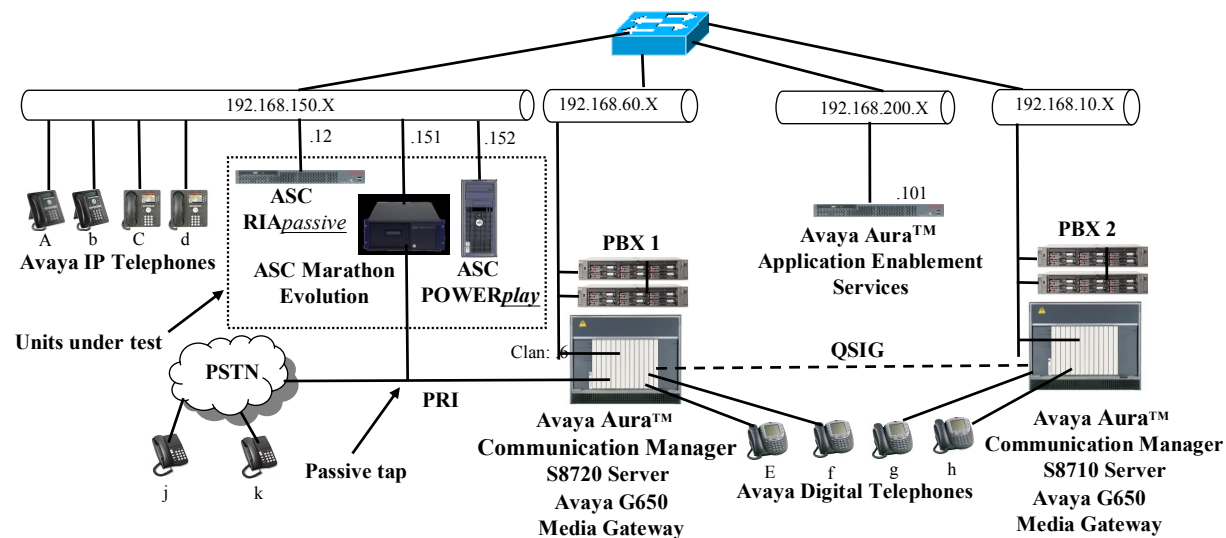 192.168.150.X
192.168.60.X
192.168.200.X
192.168.10.X
.12
.151
.152
.101
ASC
RIApassive
ASC Marathon
Evolution
ASC
POWERplay
A
b
C
d
Avaya IP Telephones
Units under test
PBX 1
Avaya Aura™
Application Enablement
Services
PBX 2
Clan: .6
QSIG
PSTN
PRI
Passive tap
j
k
Avaya Aura™
Communication Manager
S8720 Server
Avaya G650
Media Gateway
E
f
g
h
Avaya Digital Telephones
Avaya Aura™
Communication Manager
S8710 Server
Avaya G650
Media Gateway